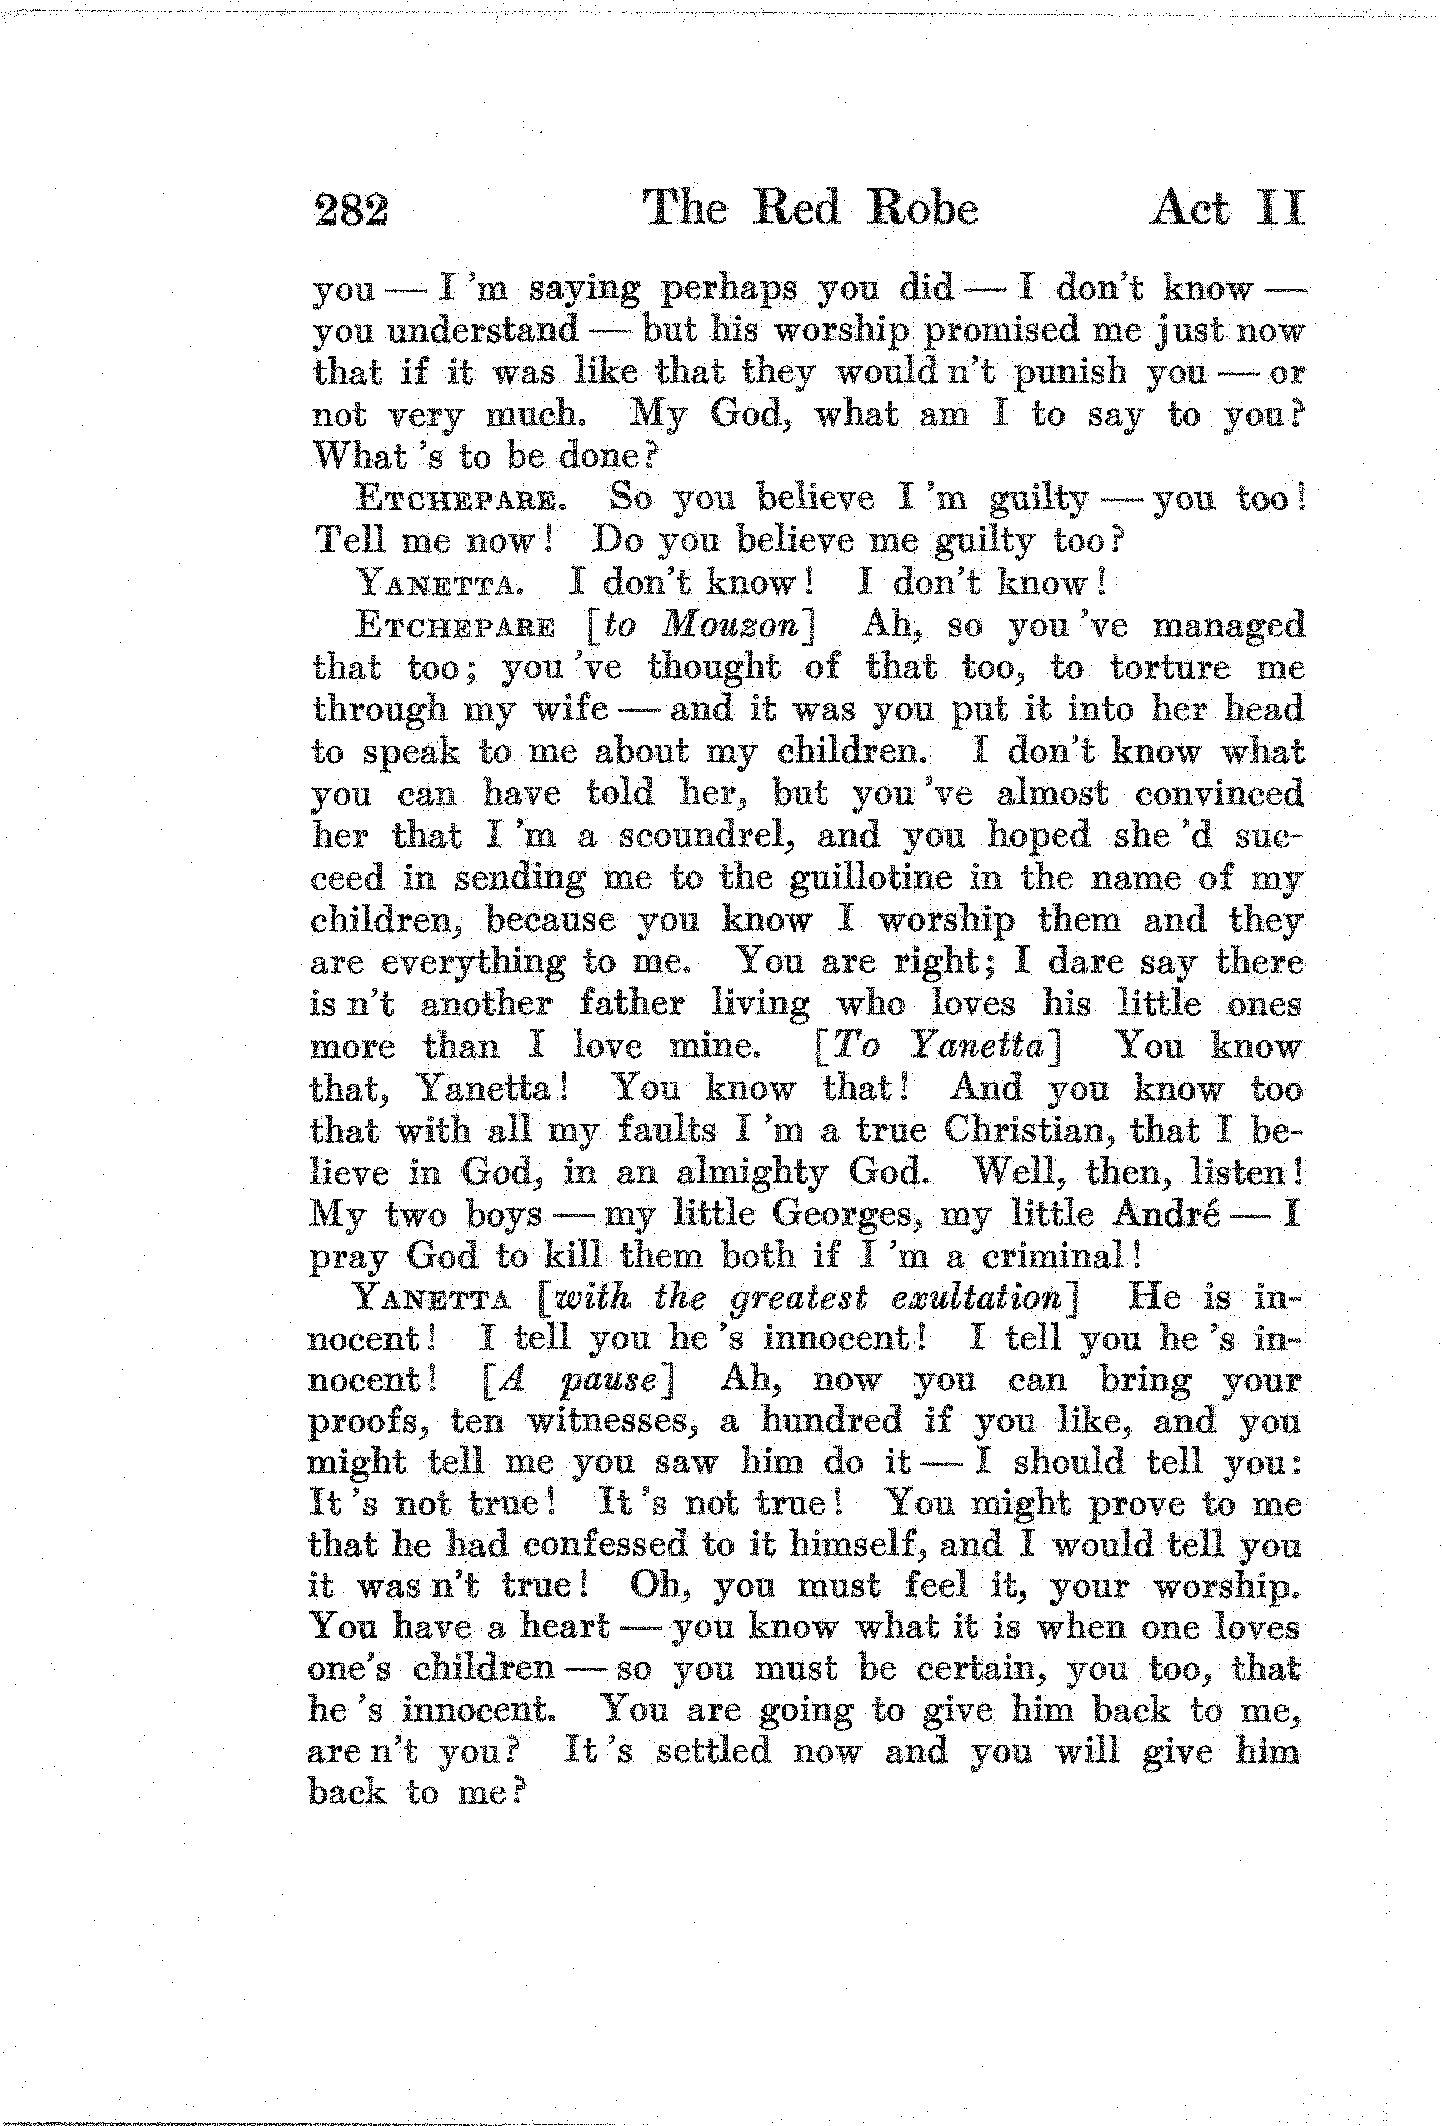 282 The Red Robe Act II
you — I 'm saying perhaps you did — I don't know —
you understand — but his worship promised me just now
that if it was like that they would n't punish you — or
not very much. My God, what am I to say to you?
What 's to be done?
ETCHEPARE. So you believe I 'm guilty — you too!
Tell me now! Do you believe me guilty too?
YANETTA. I don't know! I don't know!
ETCHEPARE [to Mouzon] Ah, so you 've managed
that too; you 've thought of that too, to torture me
through my wife — and it was you put it into her head
to speak to me about my children. I don't know what
you can have told her, but you 've almost convinced
her that I 'm a scoundrel, and you hoped she 'd suc-
ceed in sending me to the guillotine in the name of my
children, because you know I worship them and they
are everything to me. You are right; I dare say there
is n't another father living who loves his little ones
more than I love mine. [To Yanetta] You know
that, Yanetta! You know that! And you know too
that with all my faults I 'm a true Christian, that I be-
lieve in God, in an almighty God. Well, then, listen!
My two boys — my little Georges, my little André — I
pray God to kill them both if I 'm a criminal!
YANETTA [with the greatest exultation] He is in-
nocent! I tell you he 's innocent! I tell you he 's in-
nocent! [A pause] Ah, now you can bring your
proofs, ten witnesses, a hundred if you like, and you
might tell me you saw him do it — I should tell you:
It 's not true! It 's not true! You might prove to me
that he had confessed to it himself, and I would tell you
it was n't true! Oh, you must feel it, your worship.
You have a heart — you know what it is when one loves
one's children — so you must be certain, you too, that
he 's innocent. You are going to give him back to me,
are n't you? It 's settled now and you will give him
back to me?